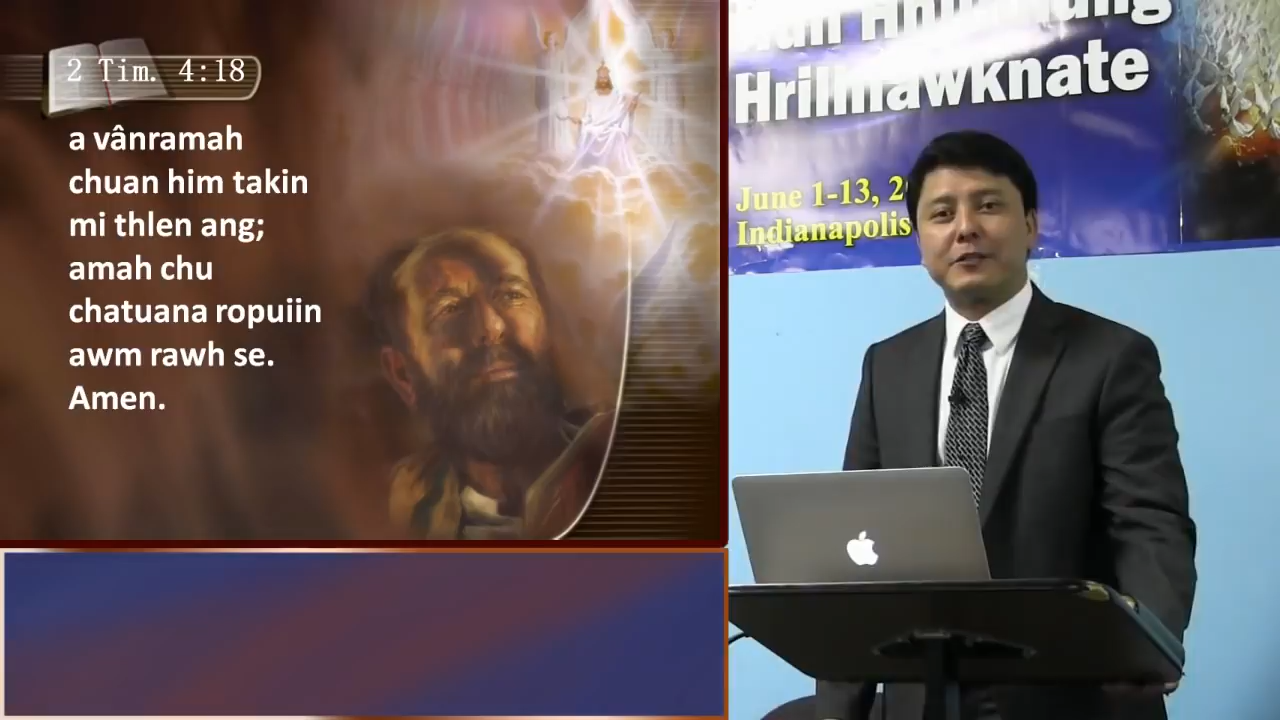 2 Tim. 4:18
a vânramah
chuan him takin
mi thlen ang;
amah chu
chatuana ropuiin
awm rawh se.
Amen.
Hrilhlawknate
June 1-13, 2
Indianapolis